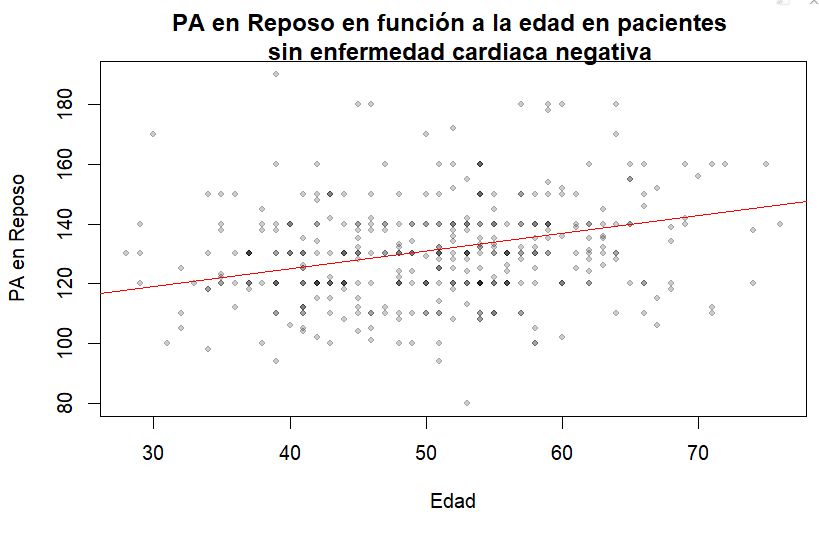 PA en Reposo en función a la edad en pacientes
sin enfermedad cardiaca negativa
PA en Reposo
180
160
140
120
100
80
30 40 50 60 70
Edad